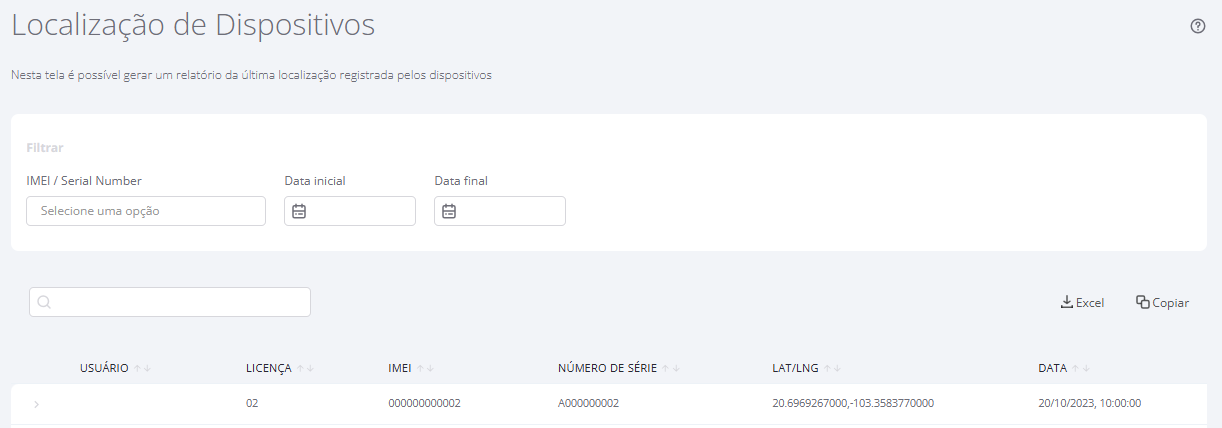 Localização de Dispositivos
Nesta tela é possível gerar um relatório da última localização registrada pelos dispositivos
Filtrar
IMEI / Serial Number Data inicial Data final
Selecione uma opção
Excel Copiar
USUÁRIO LICENÇA IMEI NÚMERO DE SÉRIE LAT/LNG DATA
02 000000000002 A000000002 20.6969267000,-103.3583770000 20/10/2023, 10:00:00